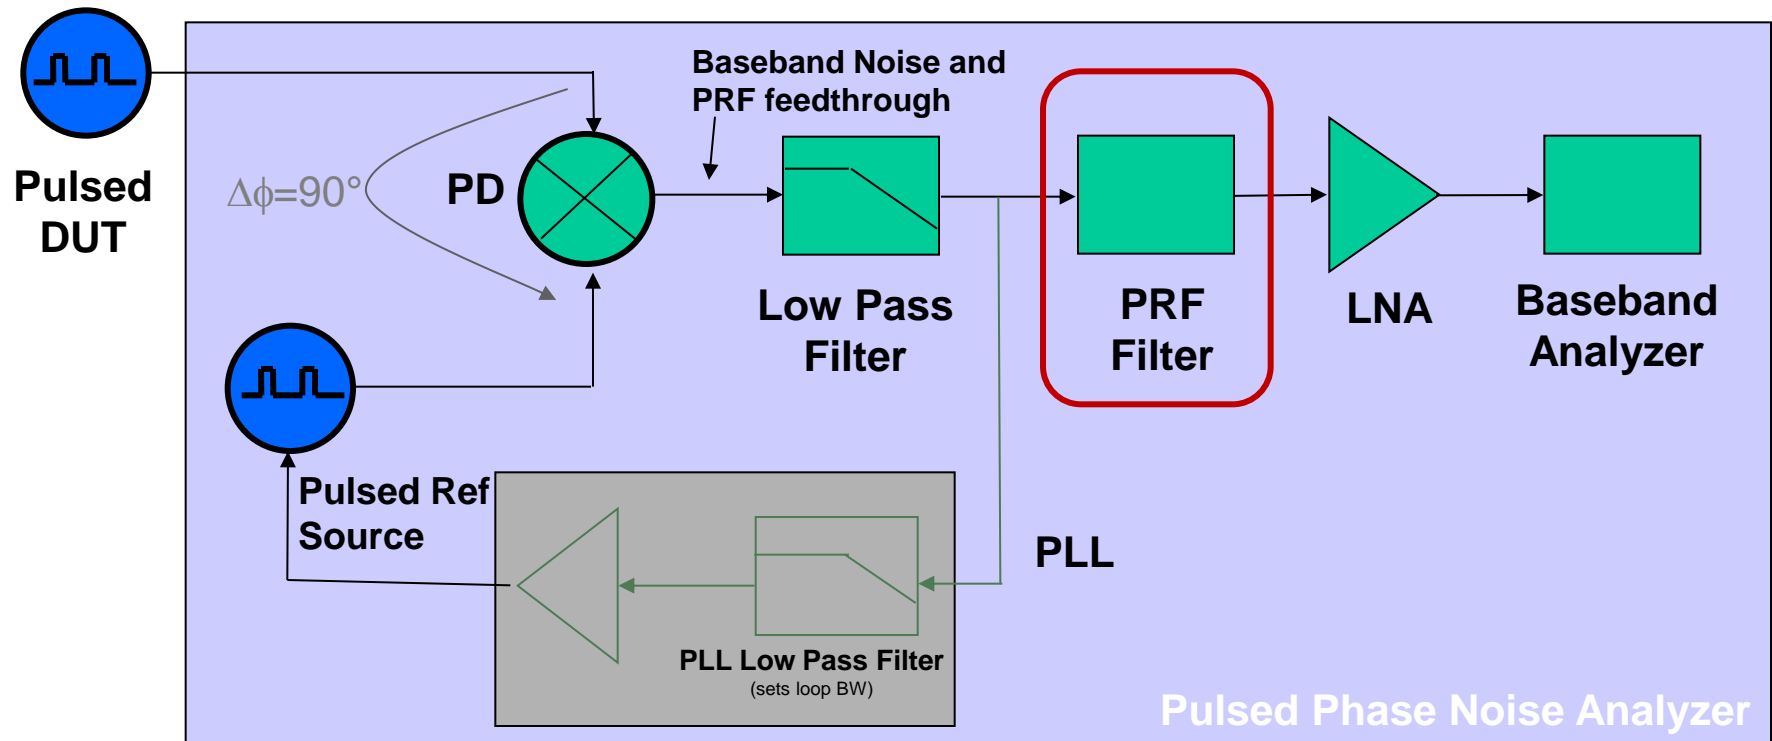 Baseband Noise and
PRF feedthrough
Pulsed
DUT
Δϕ=90°
PD
Low Pass
Filter
PRF
Filter
LNA
Baseband
Analyzer
Pulsed Ref
Source
PLL
PLL Low Pass Filter
(sets loop BW)
Pulsed Phase Noise Analyzer